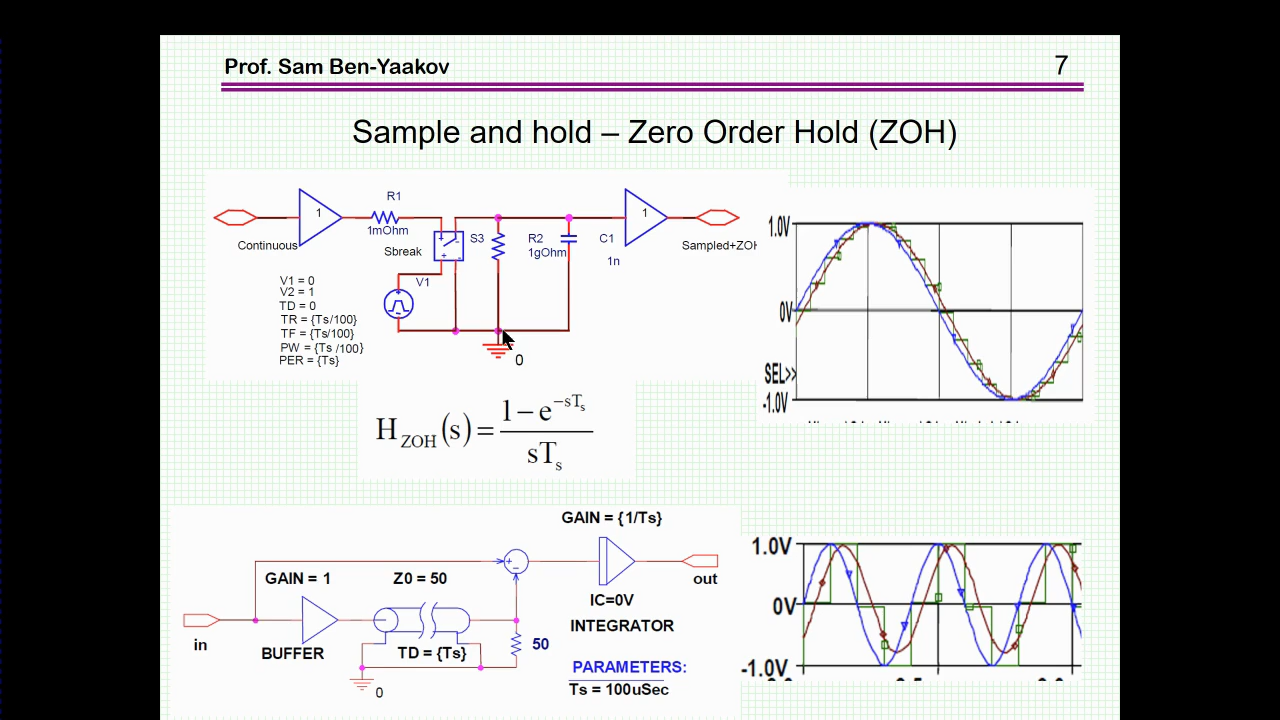 Prof. Sam Ben-Yaakov
7
Sample and hold – Zero Order Hold (ZOH)
Continuous
1
R1
1mOhm
Sbreak
S3
V1
R2
1gOhm
C1
1n
1
Sampled+ZOH
V1 = 0
V2 = 1
TD = 0
TR = {Ts/100}
TF = {Ts/100}
PW = {Ts /100}
PER = {Ts}
0
1.0V
0V
SEL>>
-1.0V
H_ZOH(s) = (1 − e^(−sT_s)) / (sT_s)
GAIN = {1/Ts}
GAIN = 1
Z0 = 50
out
IC=0V
INTEGRATOR
in
BUFFER
TD = {Ts}
50
0
PARAMETERS:
Ts = 100uSec
1.0V
0V
-1.0V